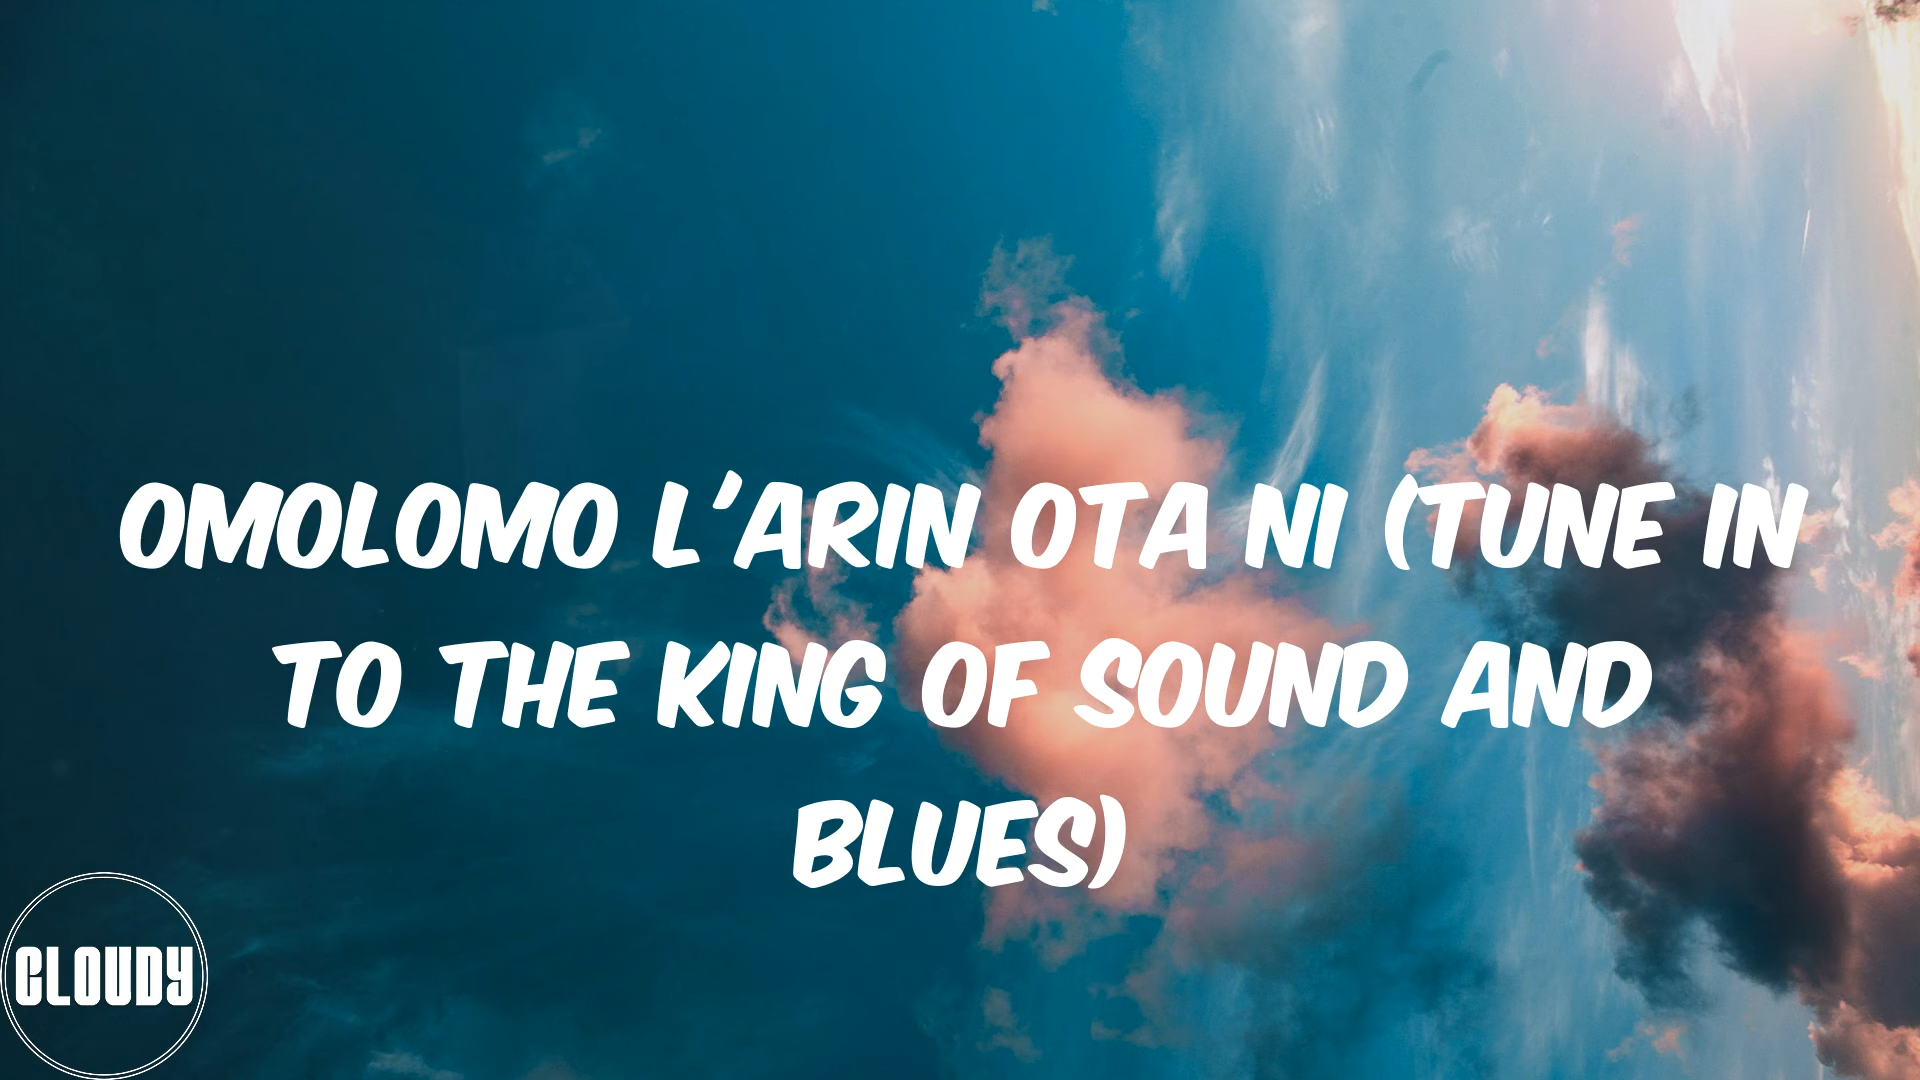 OMOLOMO L'ARIN OTA NI (TUNE IN
TO THE KING OF SOUND AND
BLUES)
CLOUDY